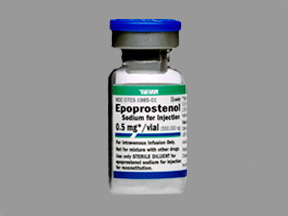 TEVA
NDC 0703-1985-01
Epoprostenol
Sodium for Injection
0.5 mg*/vial (500,000 ng)
For Intravenous Infusion Only.
Not for mixture with other drugs.
Use only STERILE DILUENT for
epoprostenol sodium for injection
for reconstitution.